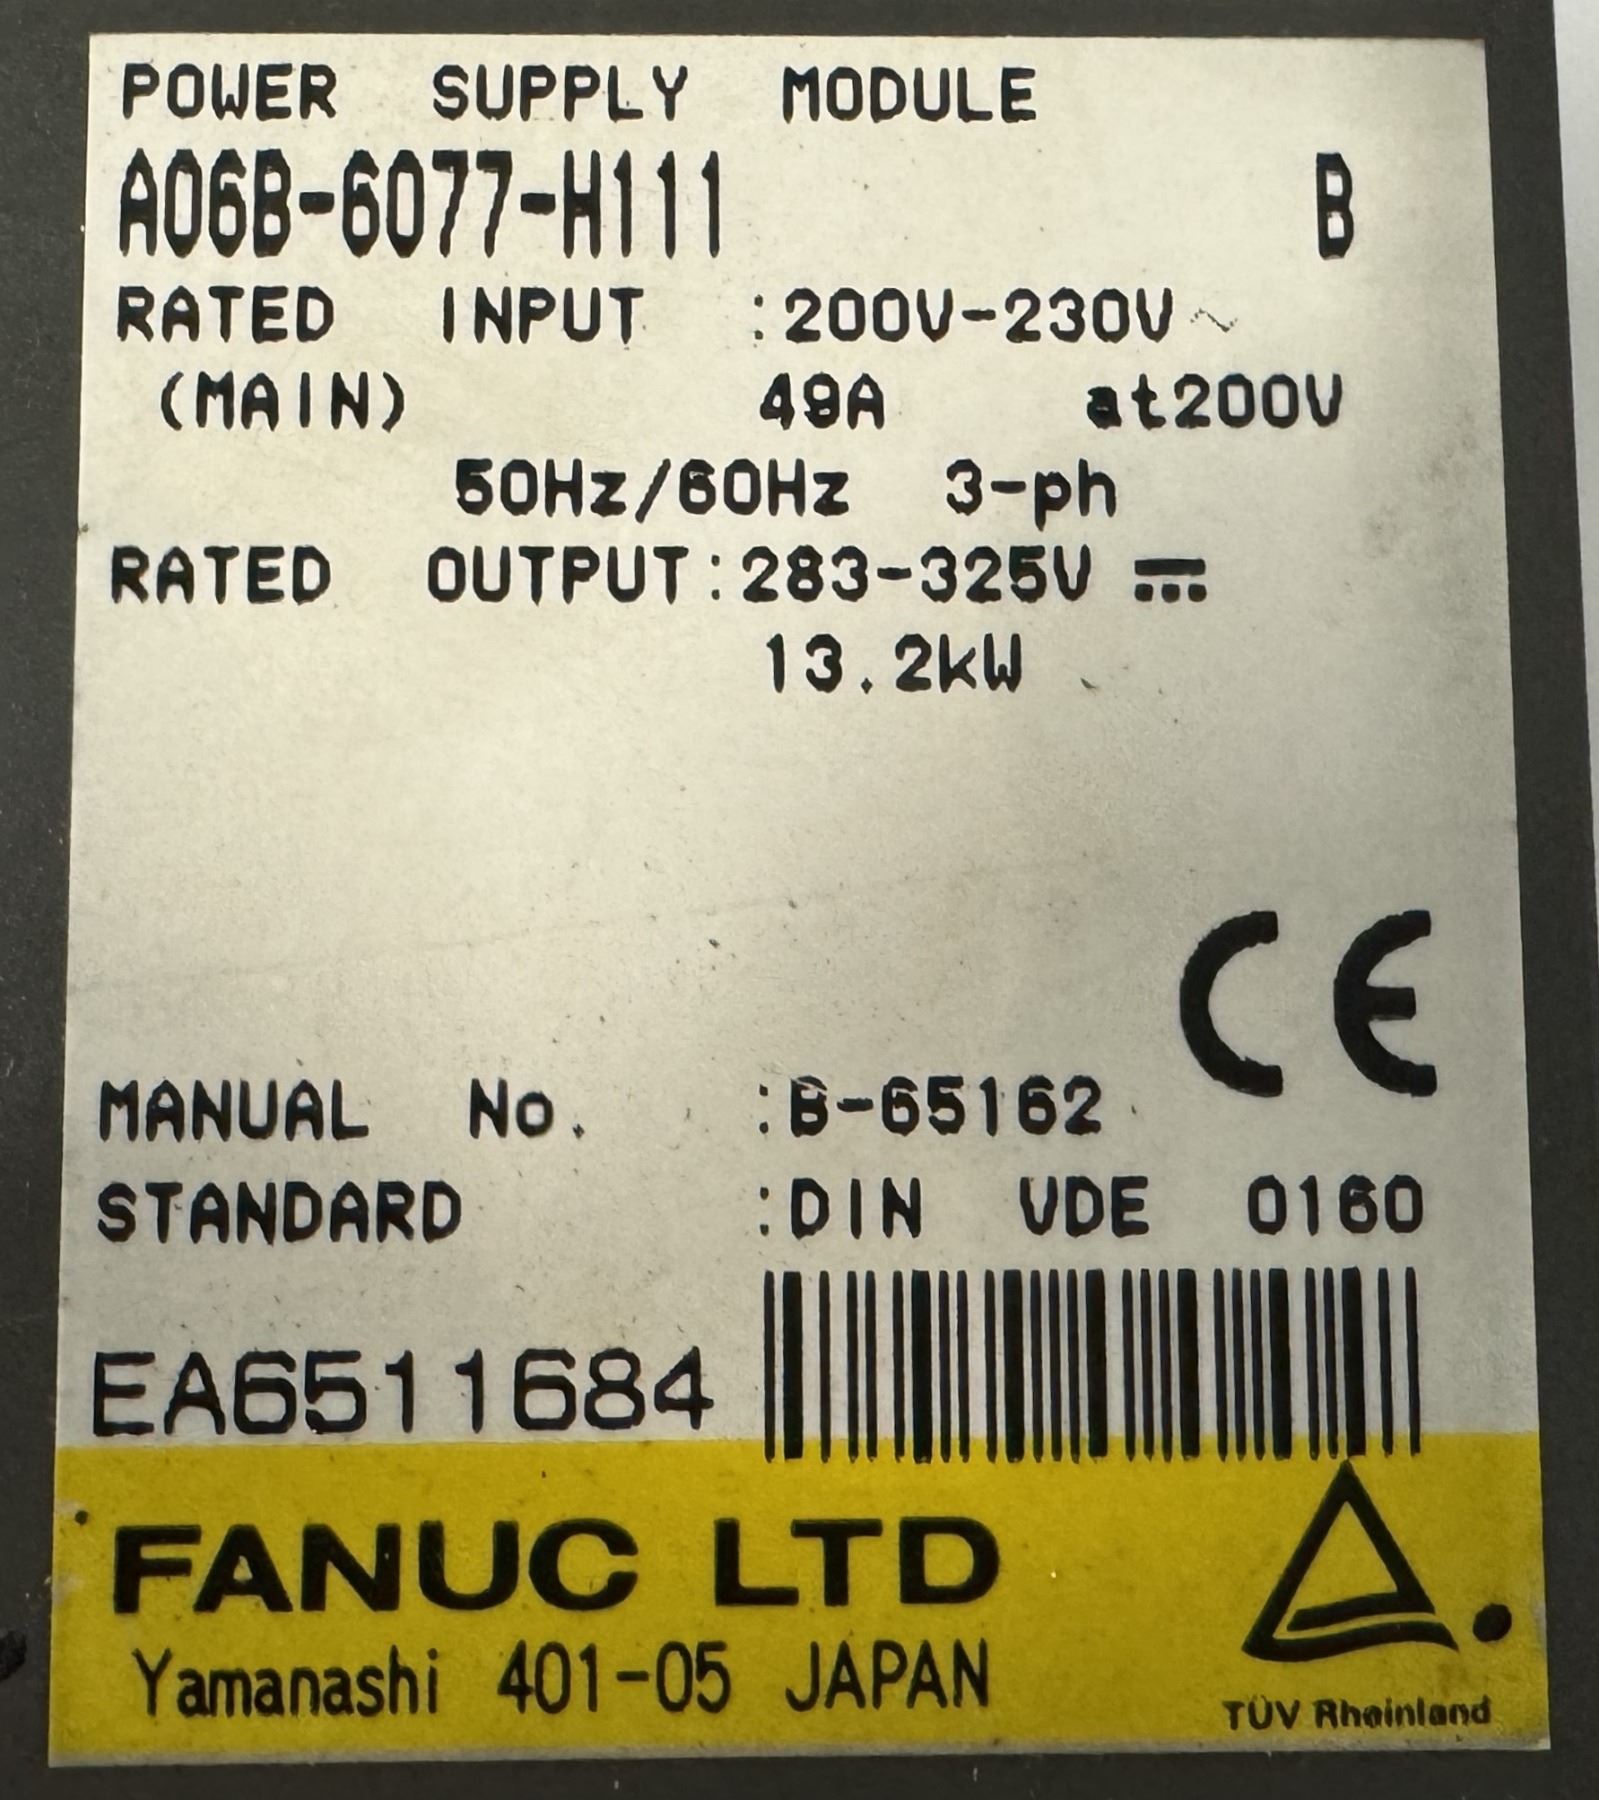 POWER SUPPLY MODULE
A06B-6077-H111 B
RATED INPUT :200V-230V~
(MAIN) 49A at200V
50Hz/60Hz 3-ph
RATED OUTPUT:283-325V ⎓
13.2kW
CE
MANUAL No. :B-65162
STANDARD :DIN VDE 0160
EA6511684
FANUC LTD
Yamanashi 401-05 JAPAN
TÜV Rheinland